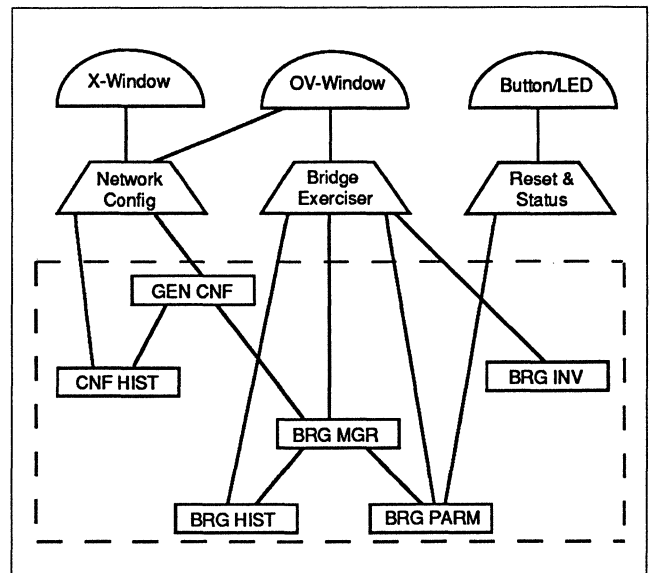 X-Window
OV-Window
Button/LED
Network
Config
Bridge
Exerciser
Reset &
Status
GEN CNF
CNF HIST
BRG INV
BRG MGR
BRG HIST
BRG PARM